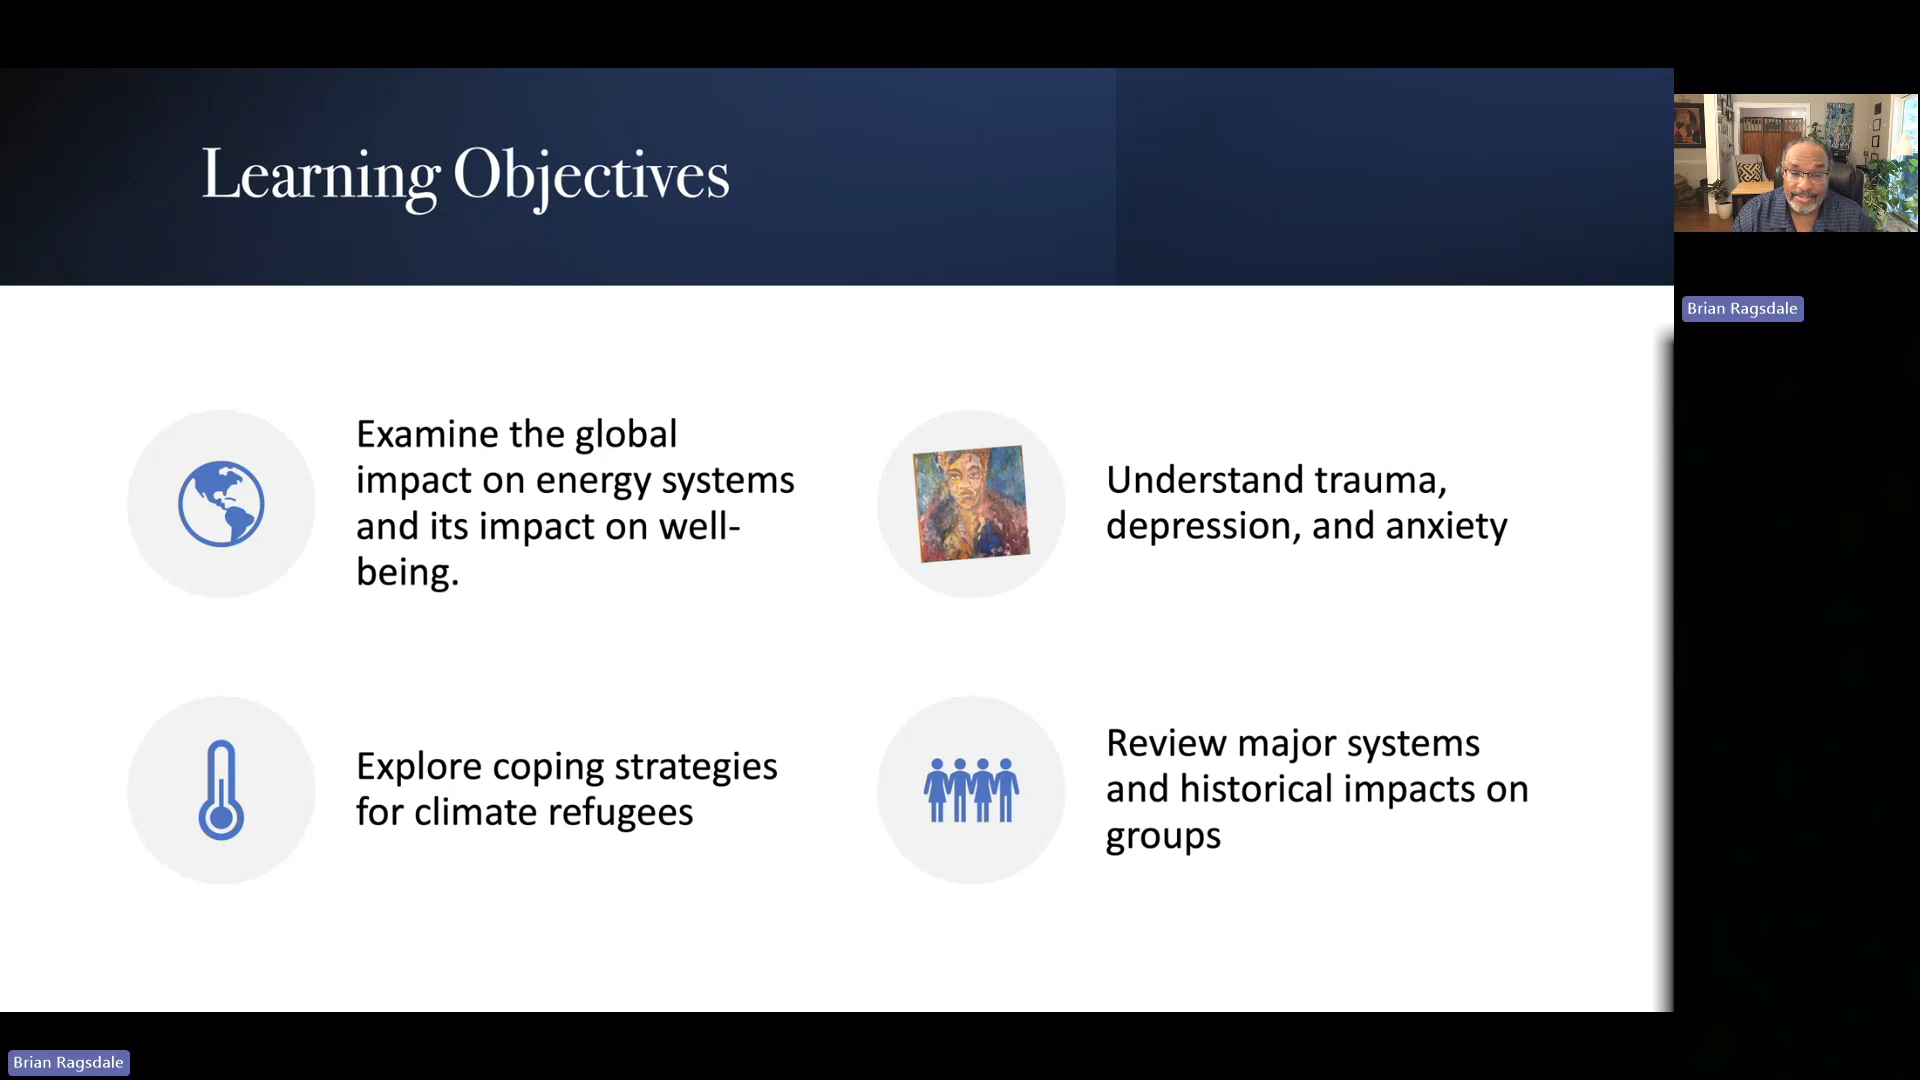 Learning Objectives
Examine the global
impact on energy systems
and its impact on well-
being.
Understand trauma,
depression, and anxiety
Explore coping strategies
for climate refugees
Review major systems
and historical impacts on
groups
Brian Ragsdale
Brian Ragsdale